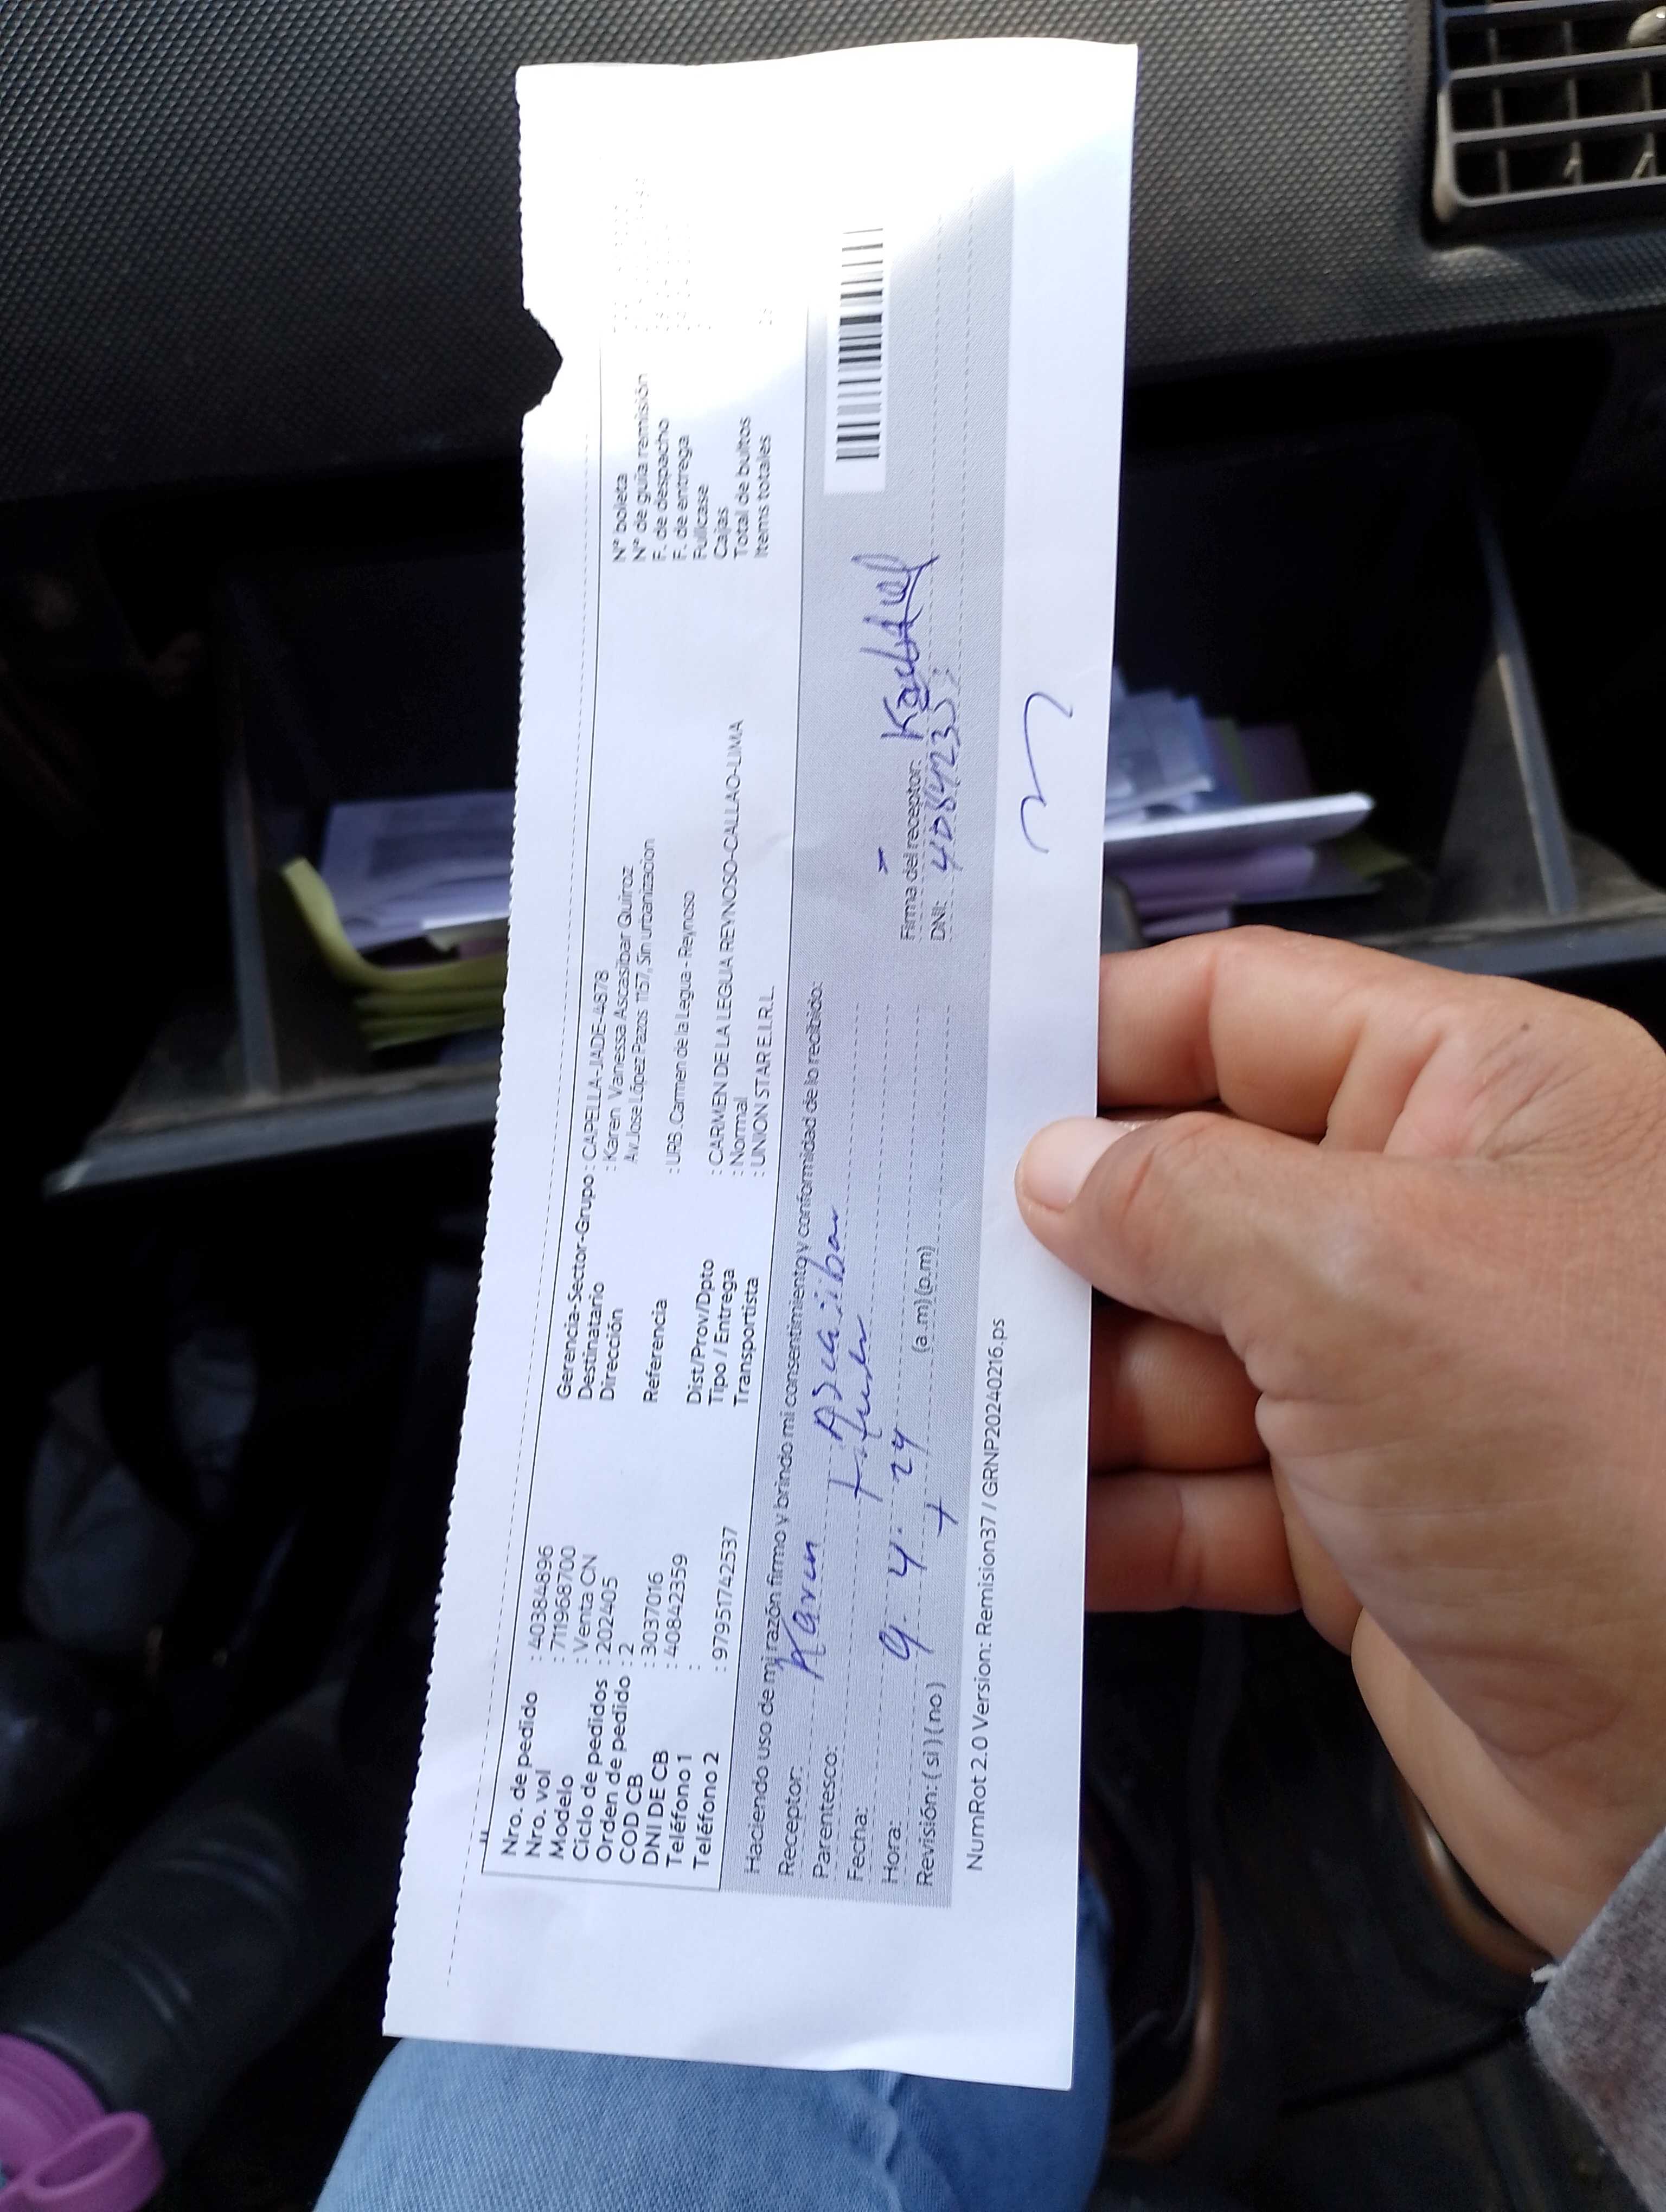 Nro. de pedido : 40384896
Nro. vol : 7111968700
Modelo : Venta CN
Ciclo de pedidos : 202405
Orden de pedido : 2
COD CB : 3037016
DNI DE CB : 40842359
Teléfono 1 :
Teléfono 2 : 97951742537
Gerencia-Sector-Grupo : CAPELLA-JADE-4878
Destinatario : Karen Vanessa Ascasibar Quiroz
Dirección Av.Jose López Pazos 1157, Sin urbanizacion
Referencia : URB. Carmen de la Legua - Reynoso
Dist/Prov/Dpto : CARMEN DE LA LEGUA REYNOSO-CALLAO-LIMA
Tipo / Entrega : Normal
Transportista : UNION STAR E.I.R.L.
N° boleta
N° de guía remisión
F. de despacho
F. de entrega
Fullcase
Cajas
Total de bultos
Items totales
Haciendo uso de mi razón firmo y brindo mi consentimiento y conformidad de lo recibido:
Receptor: Karen Ascasibar
Parentesco:
Fecha: 9. 4. 24
Hora: (a.m) (p.m)
Revisión: ( si ) ( no )
Firma del receptor:
DNI:
NumRot 2.0 Version: Remision37 / GRNP20240216.ps